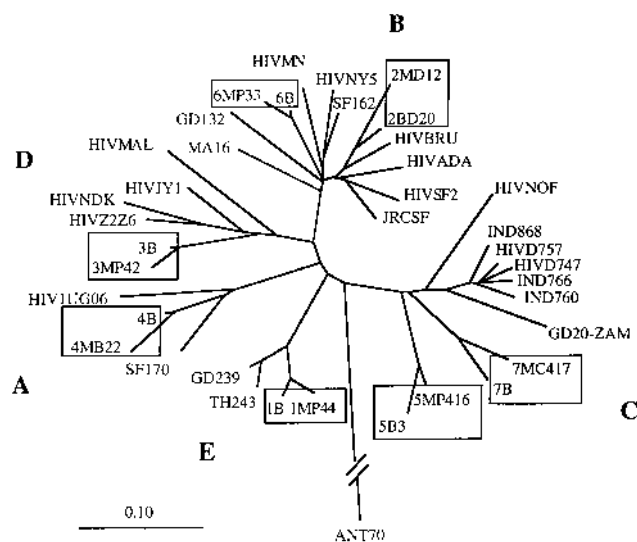 B
HIVMN
HIVNY5
2MD12
6MP33
6B
SF162
GD132
2BD20
HIVMAL
MA16
HIVBRU
D
HIVADA
HIVJY1
HIVNDK
HIVSF2
HIVNOF
HIVZ2Z6
JRCSF
IND868
3B
HIVD757
3MP42
HIVD747
IND766
IND760
4B
GD20-ZAM
4MB22
SF170
GD239
7MC417
TH243
7B
A
1B 1MP44
5MP416
5B3
C
E
0.10
ANT70